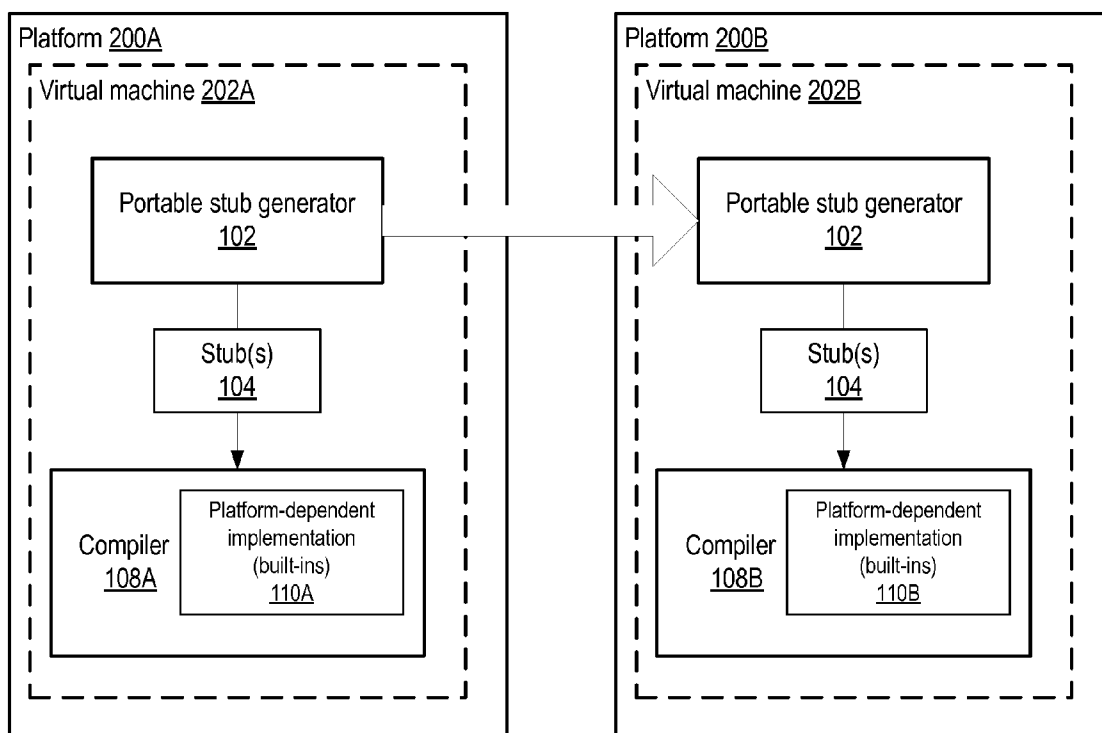 Platform 200A
Virtual machine 202A
Portable stub generator
102
Stub(s)
104
Compiler
108A
Platform-dependent
implementation
(built-ins)
110A
Platform 200B
Virtual machine 202B
Portable stub generator
102
Stub(s)
104
Compiler
108B
Platform-dependent
implementation
(built-ins)
110B